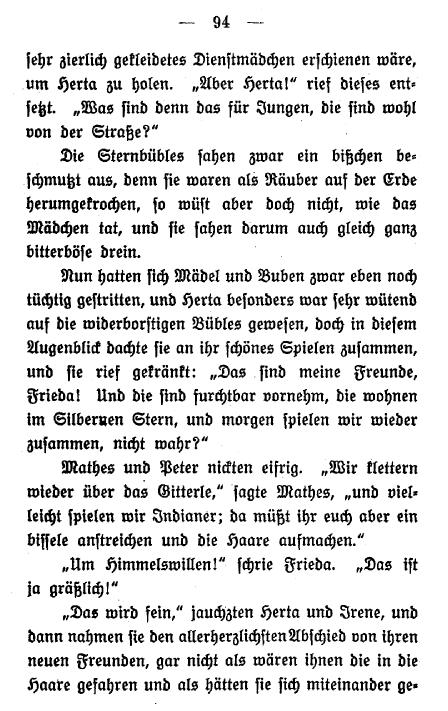 — 94 —
sehr zierlich gekleidetes Dienstmädchen erschienen wäre,
um Herta zu holen. „Aber Herta!“ rief dieses ent-
setzt. „Was sind denn das für Jungen, die sind wohl
von der Straße?“
Die Sternbübles sahen zwar ein bißchen be-
schmutzt aus, denn sie waren als Räuber auf der Erde
herumgekrochen, so wüst aber doch nicht, wie das
Mädchen tat, und sie sahen darum auch gleich ganz
bitterböse drein.
Nun hatten sich Mädel und Buben zwar eben noch
tüchtig gestritten, und Herta besonders war sehr wütend
auf die widerborstigen Bübles gewesen, doch in diesem
Augenblick dachte sie an ihr schönes Spielen zusammen,
und sie rief gekränkt: „Das sind meine Freunde,
Frieda! Und die sind furchtbar vornehm, die wohnen
im Silbernen Stern, und morgen spielen wir wieder
zusammen, nicht wahr?“
Mathes und Peter nickten eifrig. „Wir klettern
wieder über das Gitterle,“ sagte Mathes, „und viel-
leicht spielen wir Indianer; da müßt ihr euch aber ein
bissele anstreichen und die Haare aufmachen.“
„Um Himmelswillen!“ schrie Frieda. „Das ist
ja gräßlich!“
„Das wird fein,“ jauchzten Herta und Irene, und
dann nahmen sie den allerherzlichsten Abschied von ihren
neuen Freunden, gar nicht als wären ihnen die in die
Haare gefahren und als hätten sie sich miteinander ge-